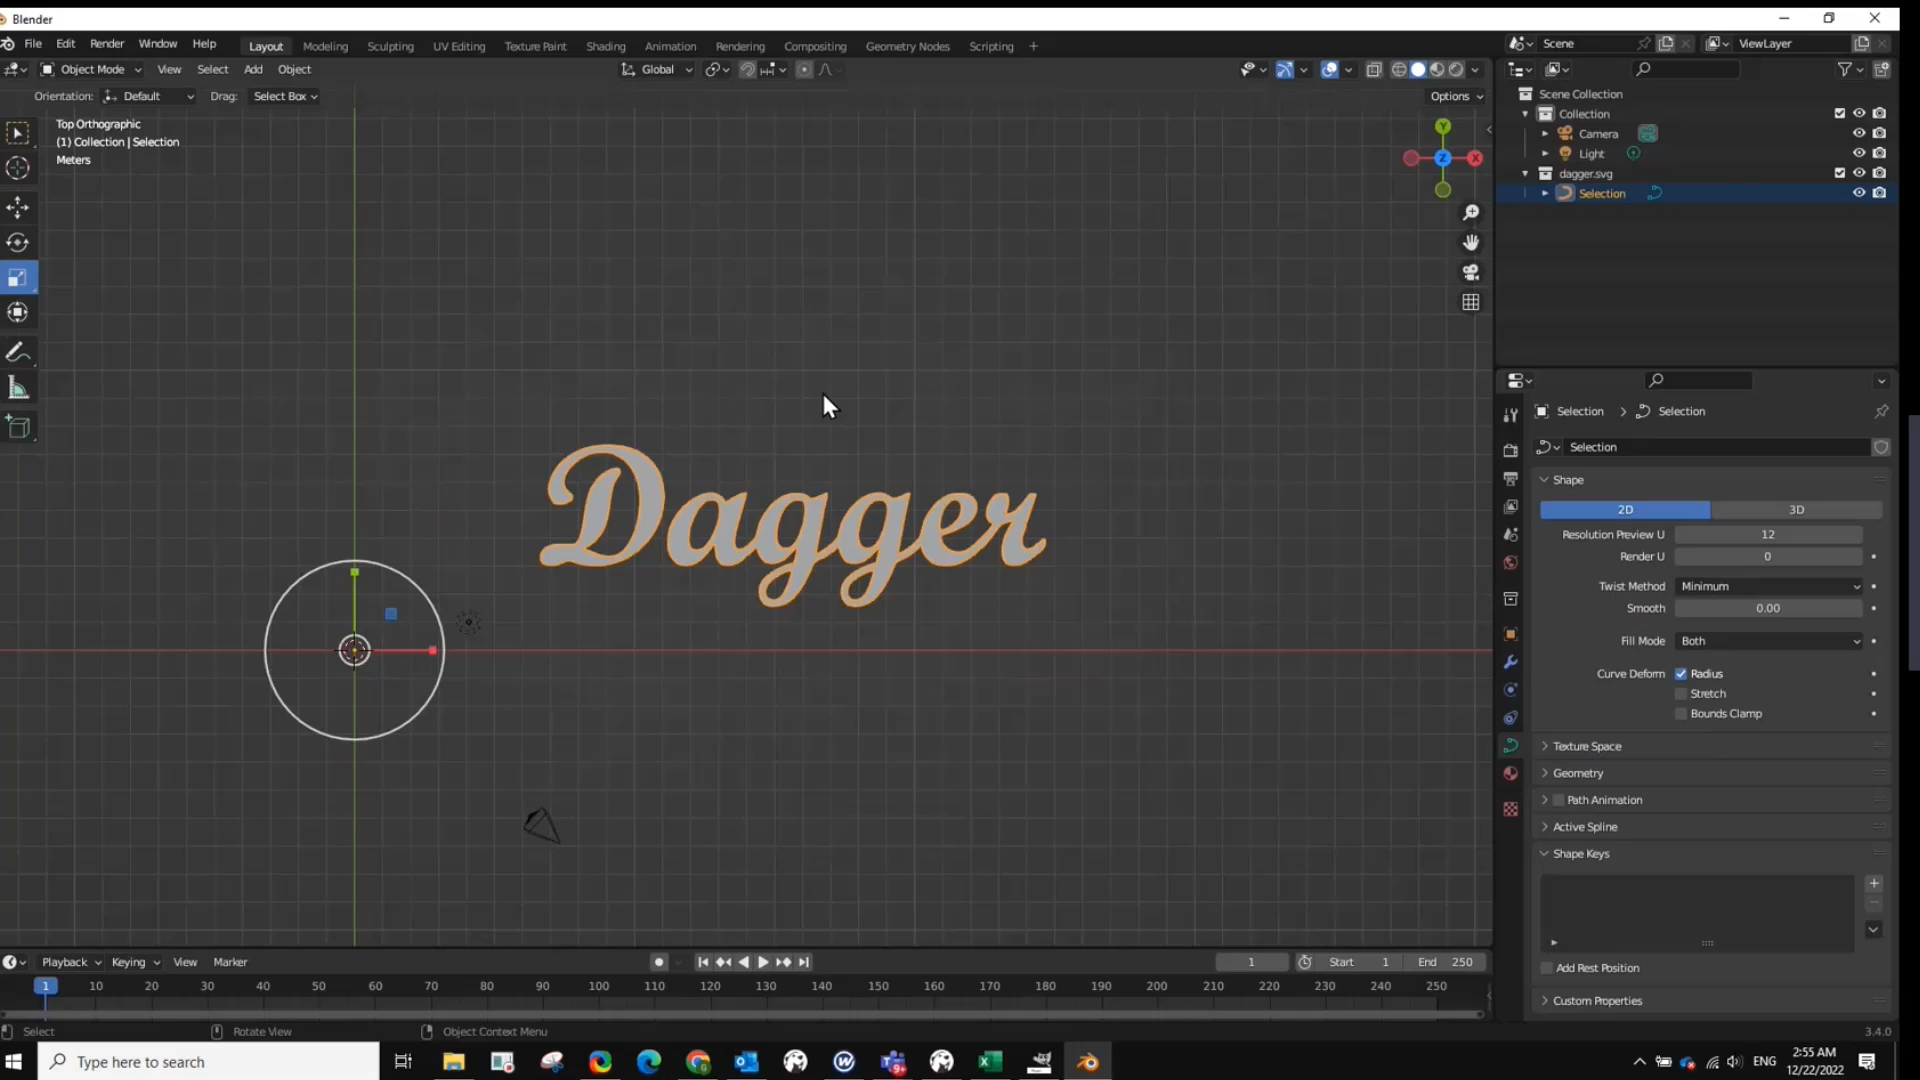 Blender
File Edit Render Window Help Layout Modeling Sculpting UV Editing Texture Paint Shading Animation Rendering Compositing Geometry Nodes Scripting + Scene ViewLayer
Object Mode View Select Add Object Global
Orientation: Default Drag: Select Box Options
Top Orthographic
(1) Collection | Selection
Meters
Y
Z X
Scene Collection
Collection
Camera
Light
dagger.svg
Selection
Dagger
Selection > Selection
Selection
Shape
2D 3D
Resolution Preview U 12
Render U 0
Twist Method Minimum
Smooth 0.00
Fill Mode Both
Curve Deform Radius
Stretch
Bounds Clamp
Texture Space
Geometry
Path Animation
Active Spline
Shape Keys
Add Rest Position
Custom Properties
Playback Keying View Marker 1 Start 1 End 250
1 10 20 30 40 50 60 70 80 90 100 110 120 130 140 150 160 170 180 190 200 210 220 230 240 250
Select Rotate View Object Context Menu 3.4.0
Type here to search 9+ ENG 2:55 AM
12/22/2022